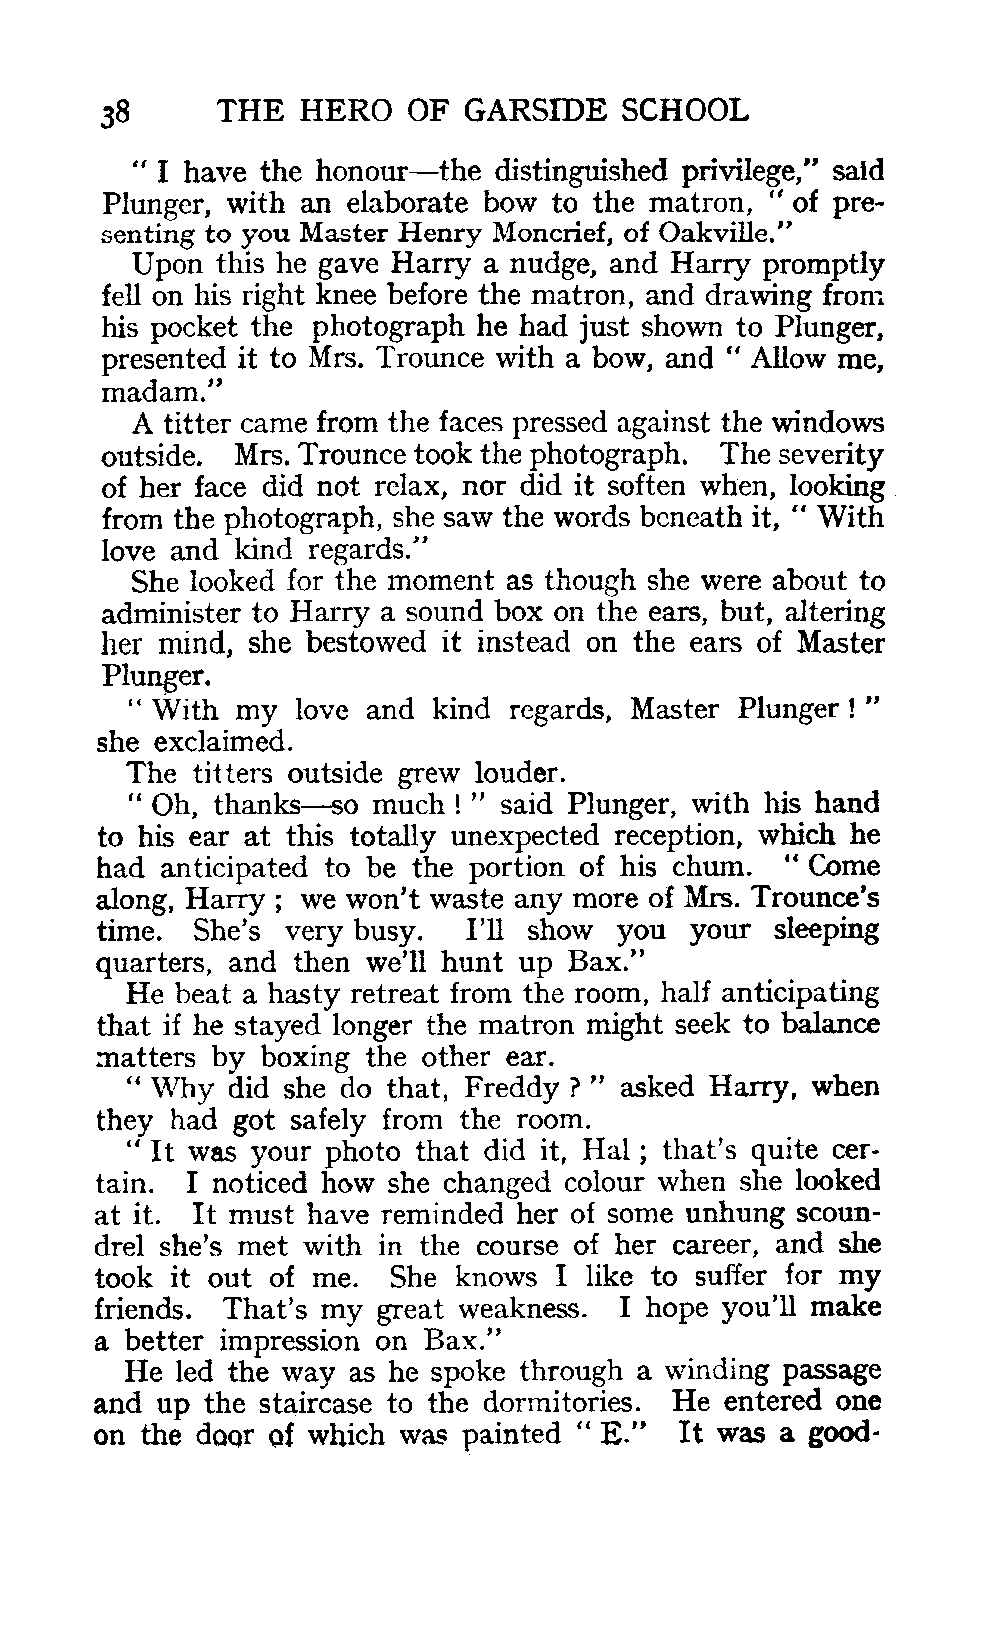 38 THE HERO OF GARSIDE SCHOOL
" I have the honour—the distinguished privilege," said
Plunger, with an elaborate bow to the matron, " of pre-
senting to you Master Henry Moncrief, of Oakville."
Upon this he gave Harry a nudge, and Harry promptly
fell on his right knee before the matron, and drawing from
his pocket the photograph he had just shown to Plunger,
presented it to Mrs. Trounce with a bow, and " Allow me,
madam."
A titter came from the faces pressed against the windows
outside. Mrs. Trounce took the photograph. The severity
of her face did not relax, nor did it soften when, looking
from the photograph, she saw the words beneath it, " With
love and kind regards."
She looked for the moment as though she were about to
administer to Harry a sound box on the ears, but, altering
her mind, she bestowed it instead on the ears of Master
Plunger.
" With my love and kind regards, Master Plunger ! "
she exclaimed.
The titters outside grew louder.
" Oh, thanks—so much ! " said Plunger, with his hand
to his ear at this totally unexpected reception, which he
had anticipated to be the portion of his chum. " Come
along, Harry ; we won't waste any more of Mrs. Trounce's
time. She's very busy. I'll show you your sleeping
quarters, and then we'll hunt up Bax."
He beat a hasty retreat from the room, half anticipating
that if he stayed longer the matron might seek to balance
matters by boxing the other ear.
" Why did she do that, Freddy ? " asked Harry, when
they had got safely from the room.
" It was your photo that did it, Hal ; that's quite cer-
tain. I noticed how she changed colour when she looked
at it. It must have reminded her of some unhung scoun-
drel she's met with in the course of her career, and she
took it out of me. She knows I like to suffer for my
friends. That's my great weakness. I hope you'll make
a better impression on Bax."
He led the way as he spoke through a winding passage
and up the staircase to the dormitories. He entered one
on the door of which was painted " E." It was a good-